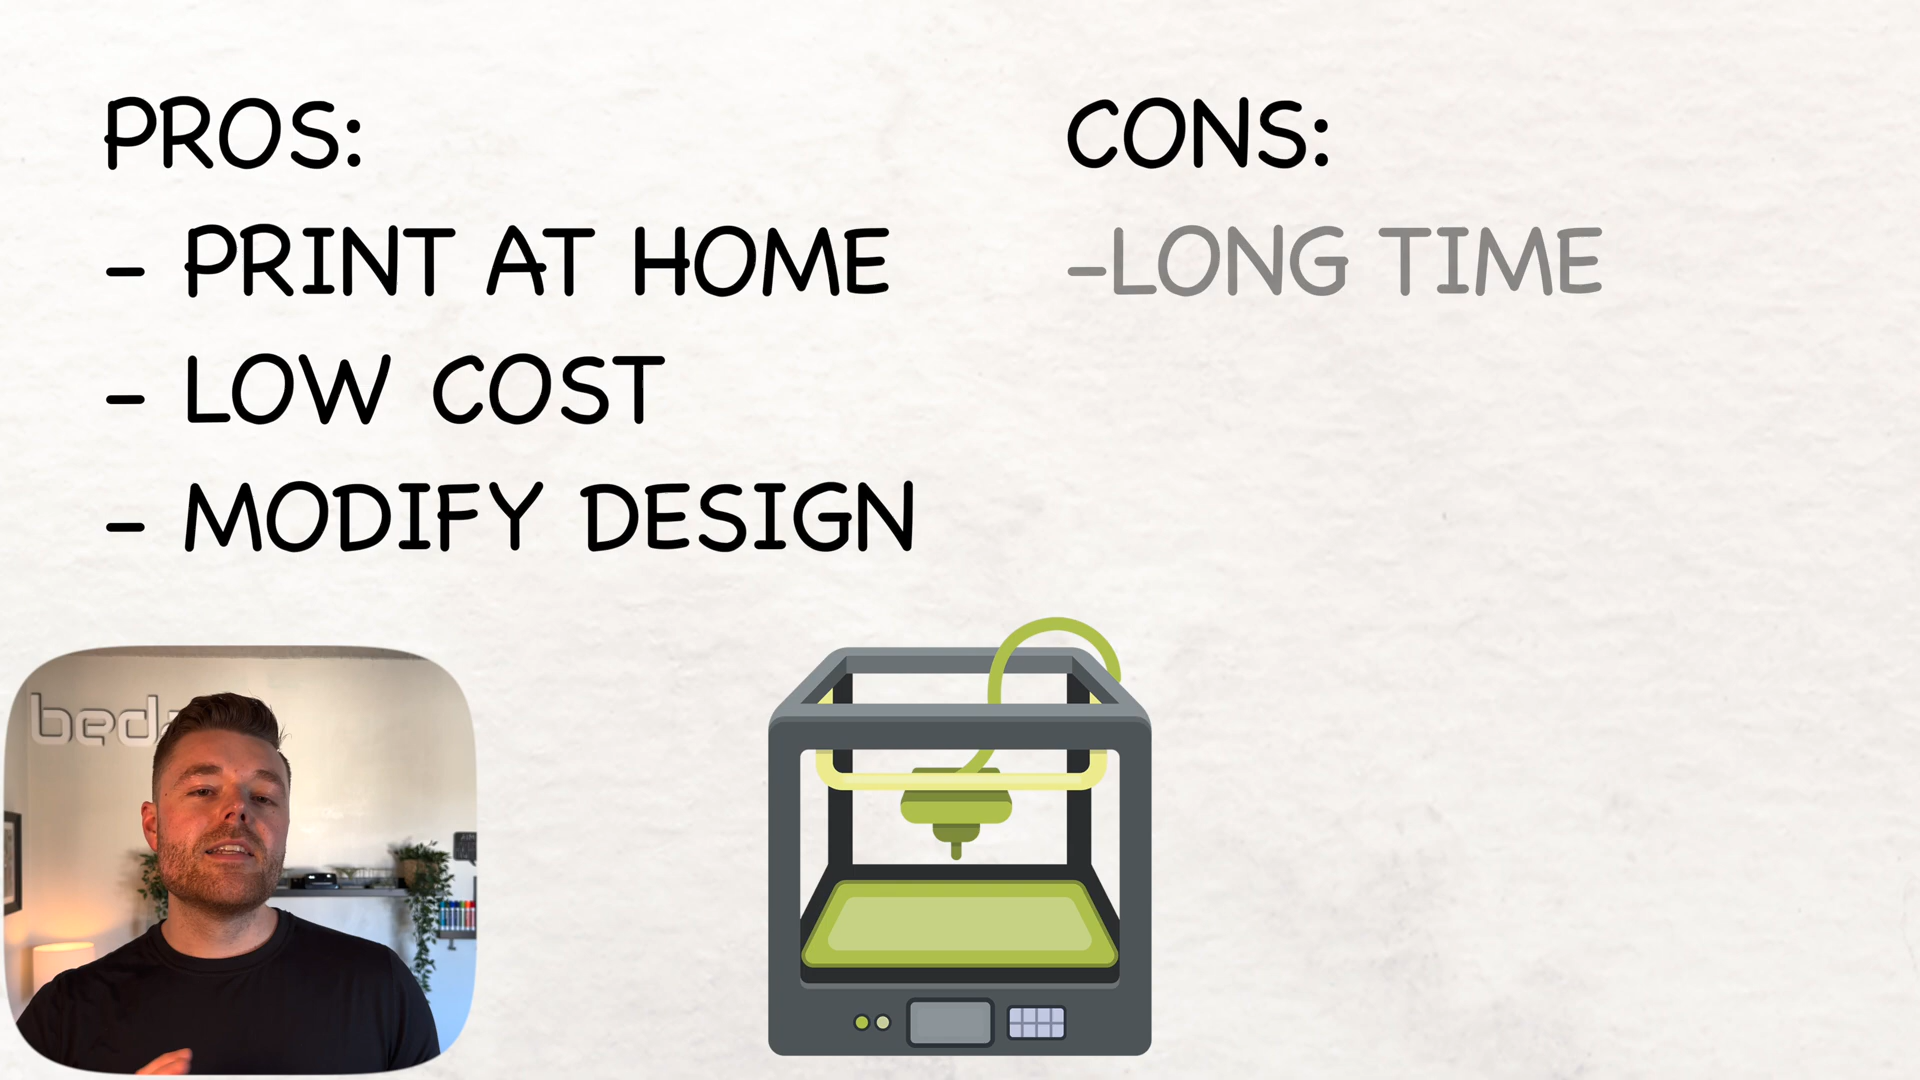 PROS:
- PRINT AT HOME
- LOW COST
- MODIFY DESIGN
CONS:
-LONG TIME